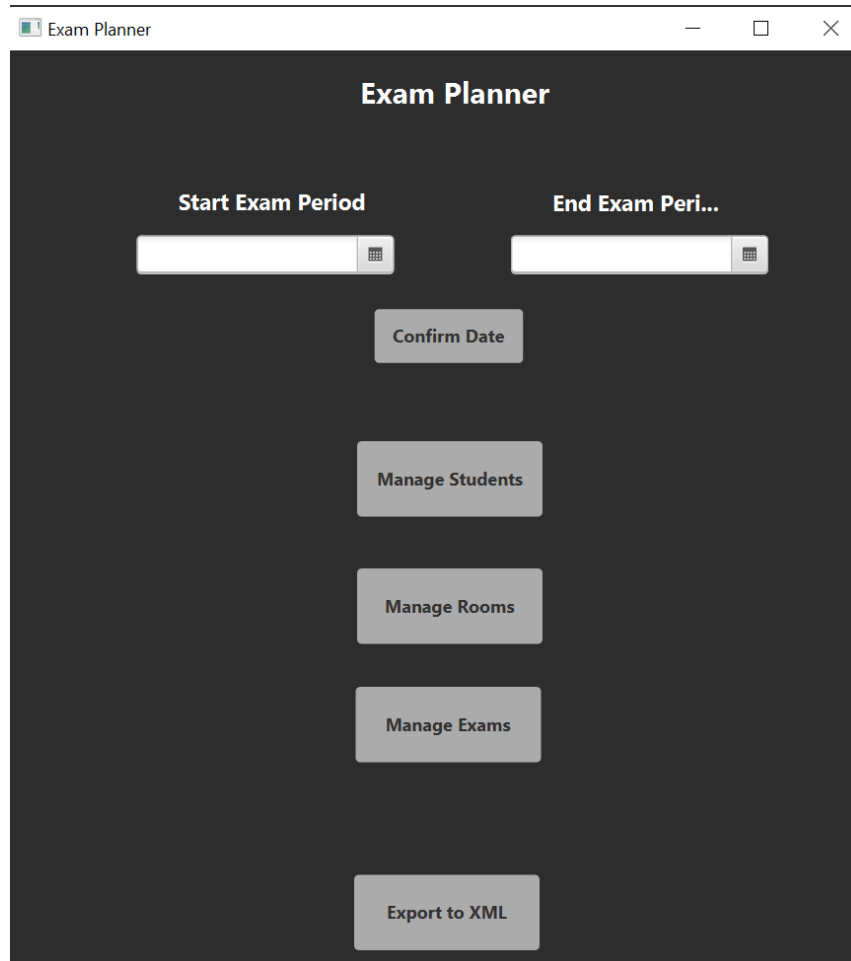 Exam Planner
Exam Planner
Start Exam Period
End Exam Peri...
Confirm Date
Manage Students
Manage Rooms
Manage Exams
Export to XML